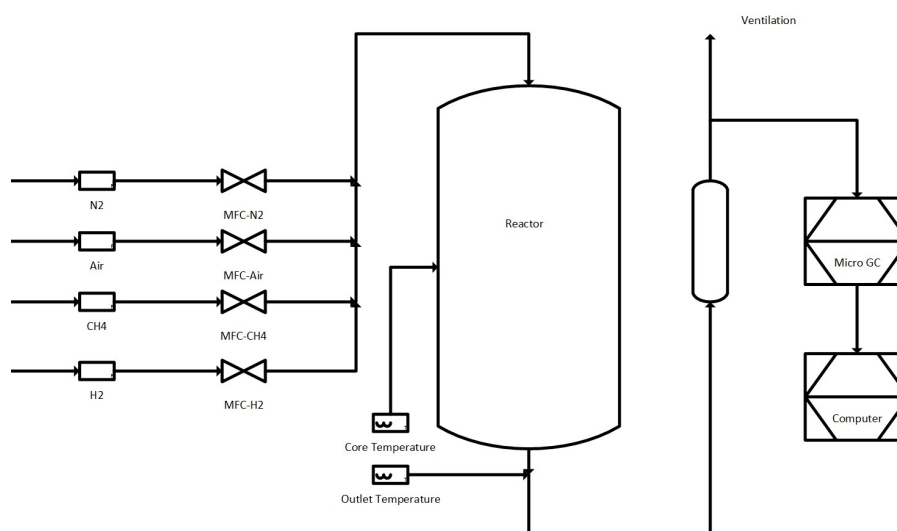 Ventilation
N2
MFC-N2
Reactor
Air
MFC-Air
Micro GC
CH4
MFC-CH4
H2
MFC-H2
Computer
Core Temperature
Outlet Temperature